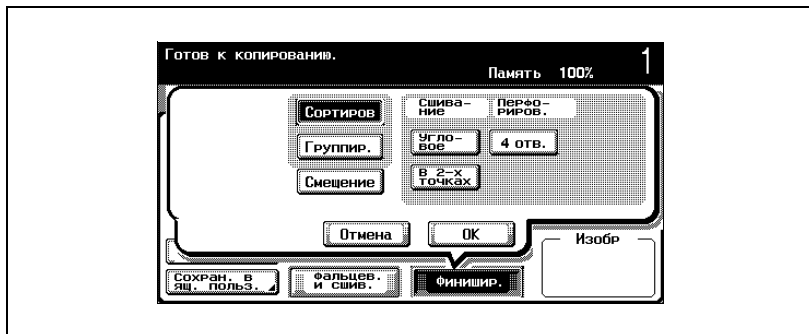 Готов к копированию.
Память 100% 1
Сортиров
Сшива-
ние
Перфо-
риров.
Группир.
Угло-
вое
4 отв.
Смещение
В 2-х
точках
Отмена
OK
Изобр
Сохран. в
ящ. польз.
Фальцев.
и сшив.
Финишир.